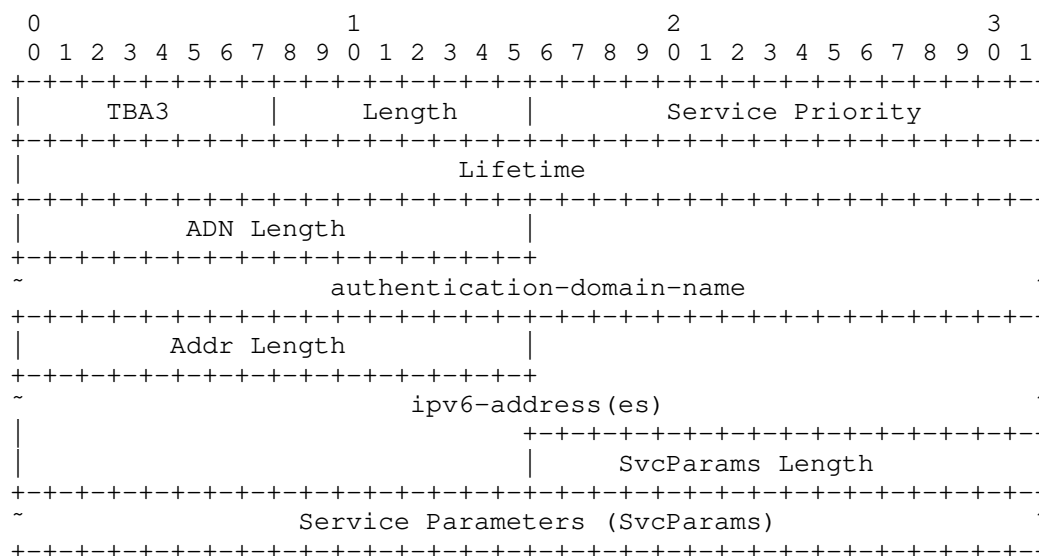 0                   1                   2                   3
 0 1 2 3 4 5 6 7 8 9 0 1 2 3 4 5 6 7 8 9 0 1 2 3 4 5 6 7 8 9 0 1
+-+-+-+-+-+-+-+-+-+-+-+-+-+-+-+-+-+-+-+-+-+-+-+-+-+-+-+-+-+-+-+-
|     TBA3      |     Length    |        Service Priority
+-+-+-+-+-+-+-+-+-+-+-+-+-+-+-+-+-+-+-+-+-+-+-+-+-+-+-+-+-+-+-+-
|                           Lifetime
+-+-+-+-+-+-+-+-+-+-+-+-+-+-+-+-+-+-+-+-+-+-+-+-+-+-+-+-+-+-+-+-
|          ADN Length           |
+-+-+-+-+-+-+-+-+-+-+-+-+-+-+-+-+
~                   authentication-domain-name                  ~
+-+-+-+-+-+-+-+-+-+-+-+-+-+-+-+-+-+-+-+-+-+-+-+-+-+-+-+-+-+-+-+-
|         Addr Length           |
+-+-+-+-+-+-+-+-+-+-+-+-+-+-+-+-+
~                        ipv6-address(es)                       ~
|                               +-+-+-+-+-+-+-+-+-+-+-+-+-+-+-+-
|                               |     SvcParams Length
+-+-+-+-+-+-+-+-+-+-+-+-+-+-+-+-+-+-+-+-+-+-+-+-+-+-+-+-+-+-+-+-
~                 Service Parameters (SvcParams)                ~
+-+-+-+-+-+-+-+-+-+-+-+-+-+-+-+-+-+-+-+-+-+-+-+-+-+-+-+-+-+-+-+-